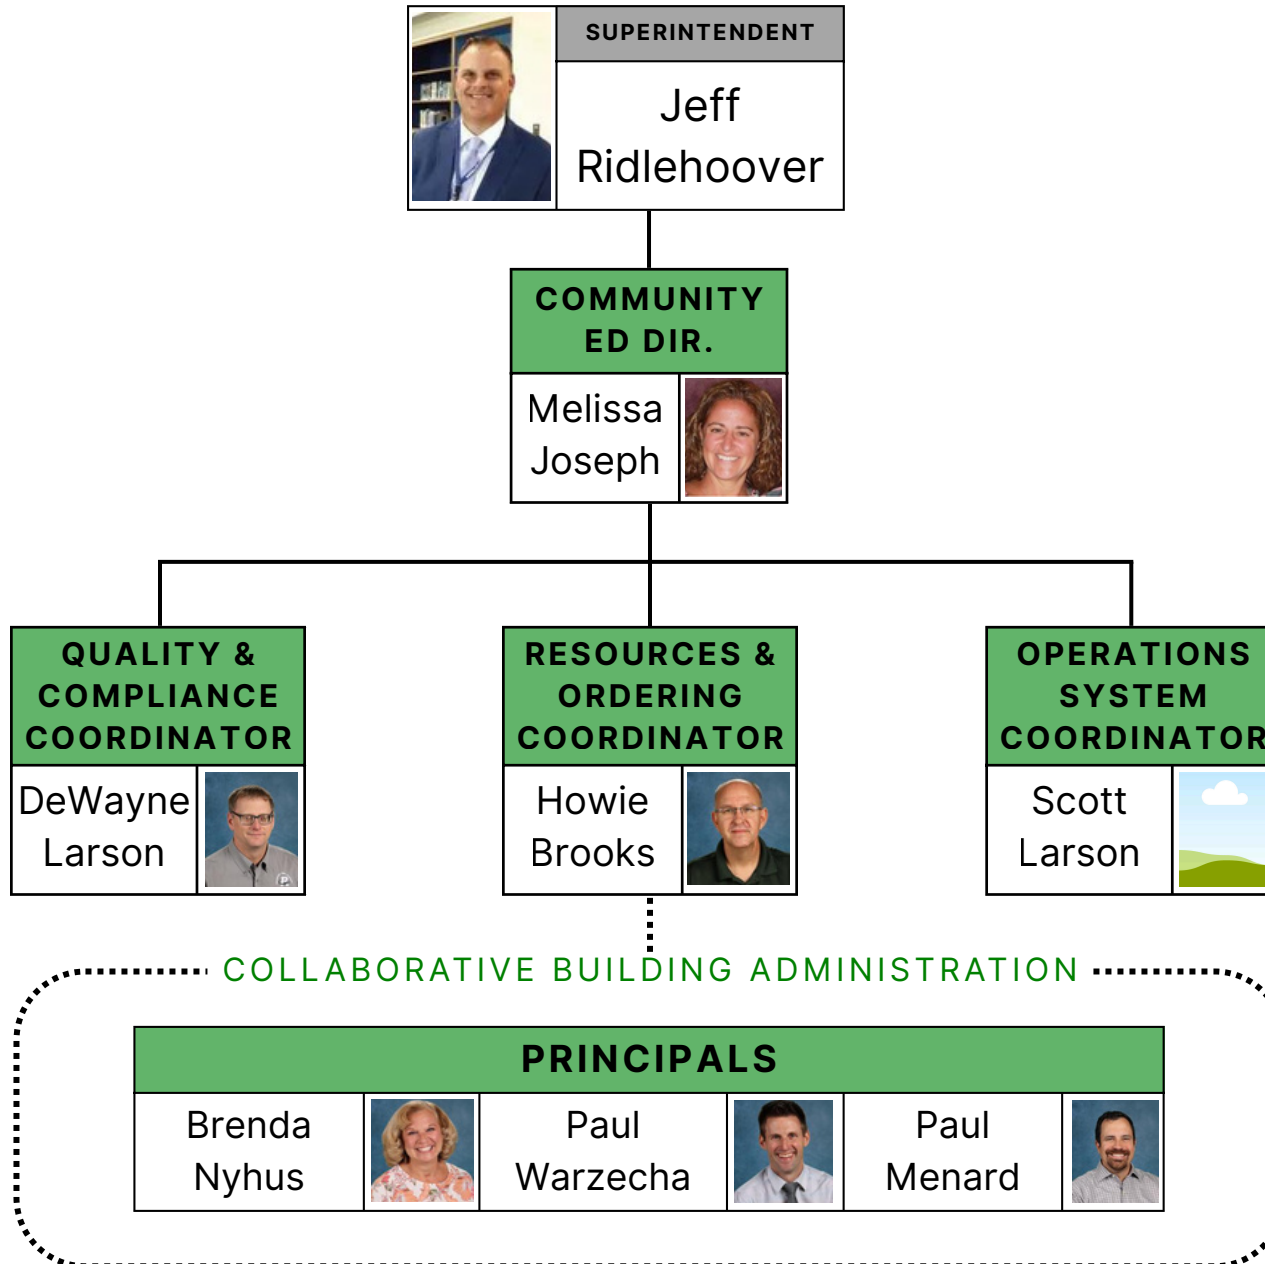 SUPERINTENDENT
Jeff
Ridlehoover
COMMUNITY
ED DIR.
Melissa
Joseph
QUALITY &
COMPLIANCE
COORDINATOR
DeWayne
Larson
RESOURCES &
ORDERING
COORDINATOR
Howie
Brooks
OPERATIONS
SYSTEM
COORDINATOR
Scott
Larson
COLLABORATIVE BUILDING ADMINISTRATION
PRINCIPALS
Brenda
Nyhus
Paul
Warzecha
Paul
Menard